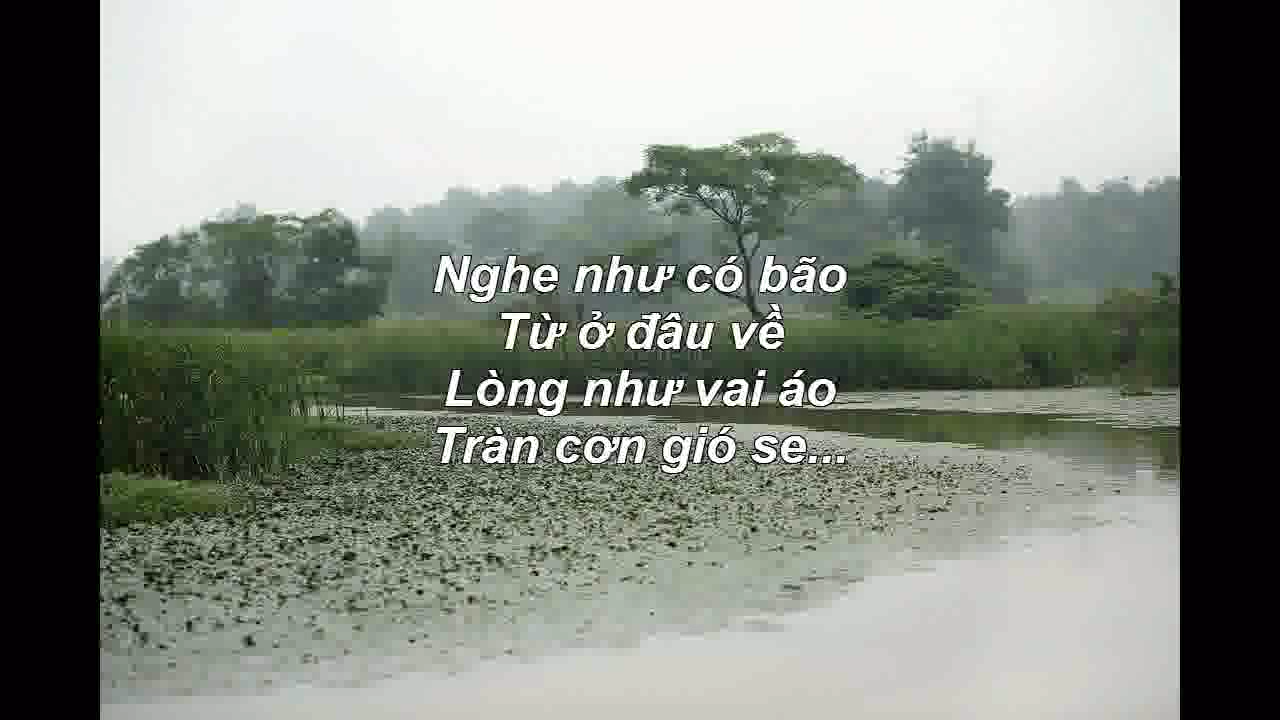 Nghe như có bão
Từ ở đâu về
Lòng như vai áo
Tràn cơn gió se...